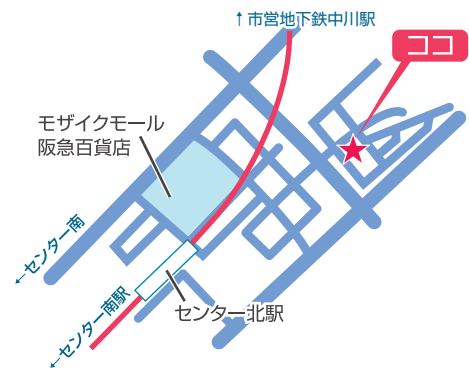 ↑市営地下鉄中川駅
ココ
モザイクモール
阪急百貨店
←センター南
←センター南駅
センター北駅